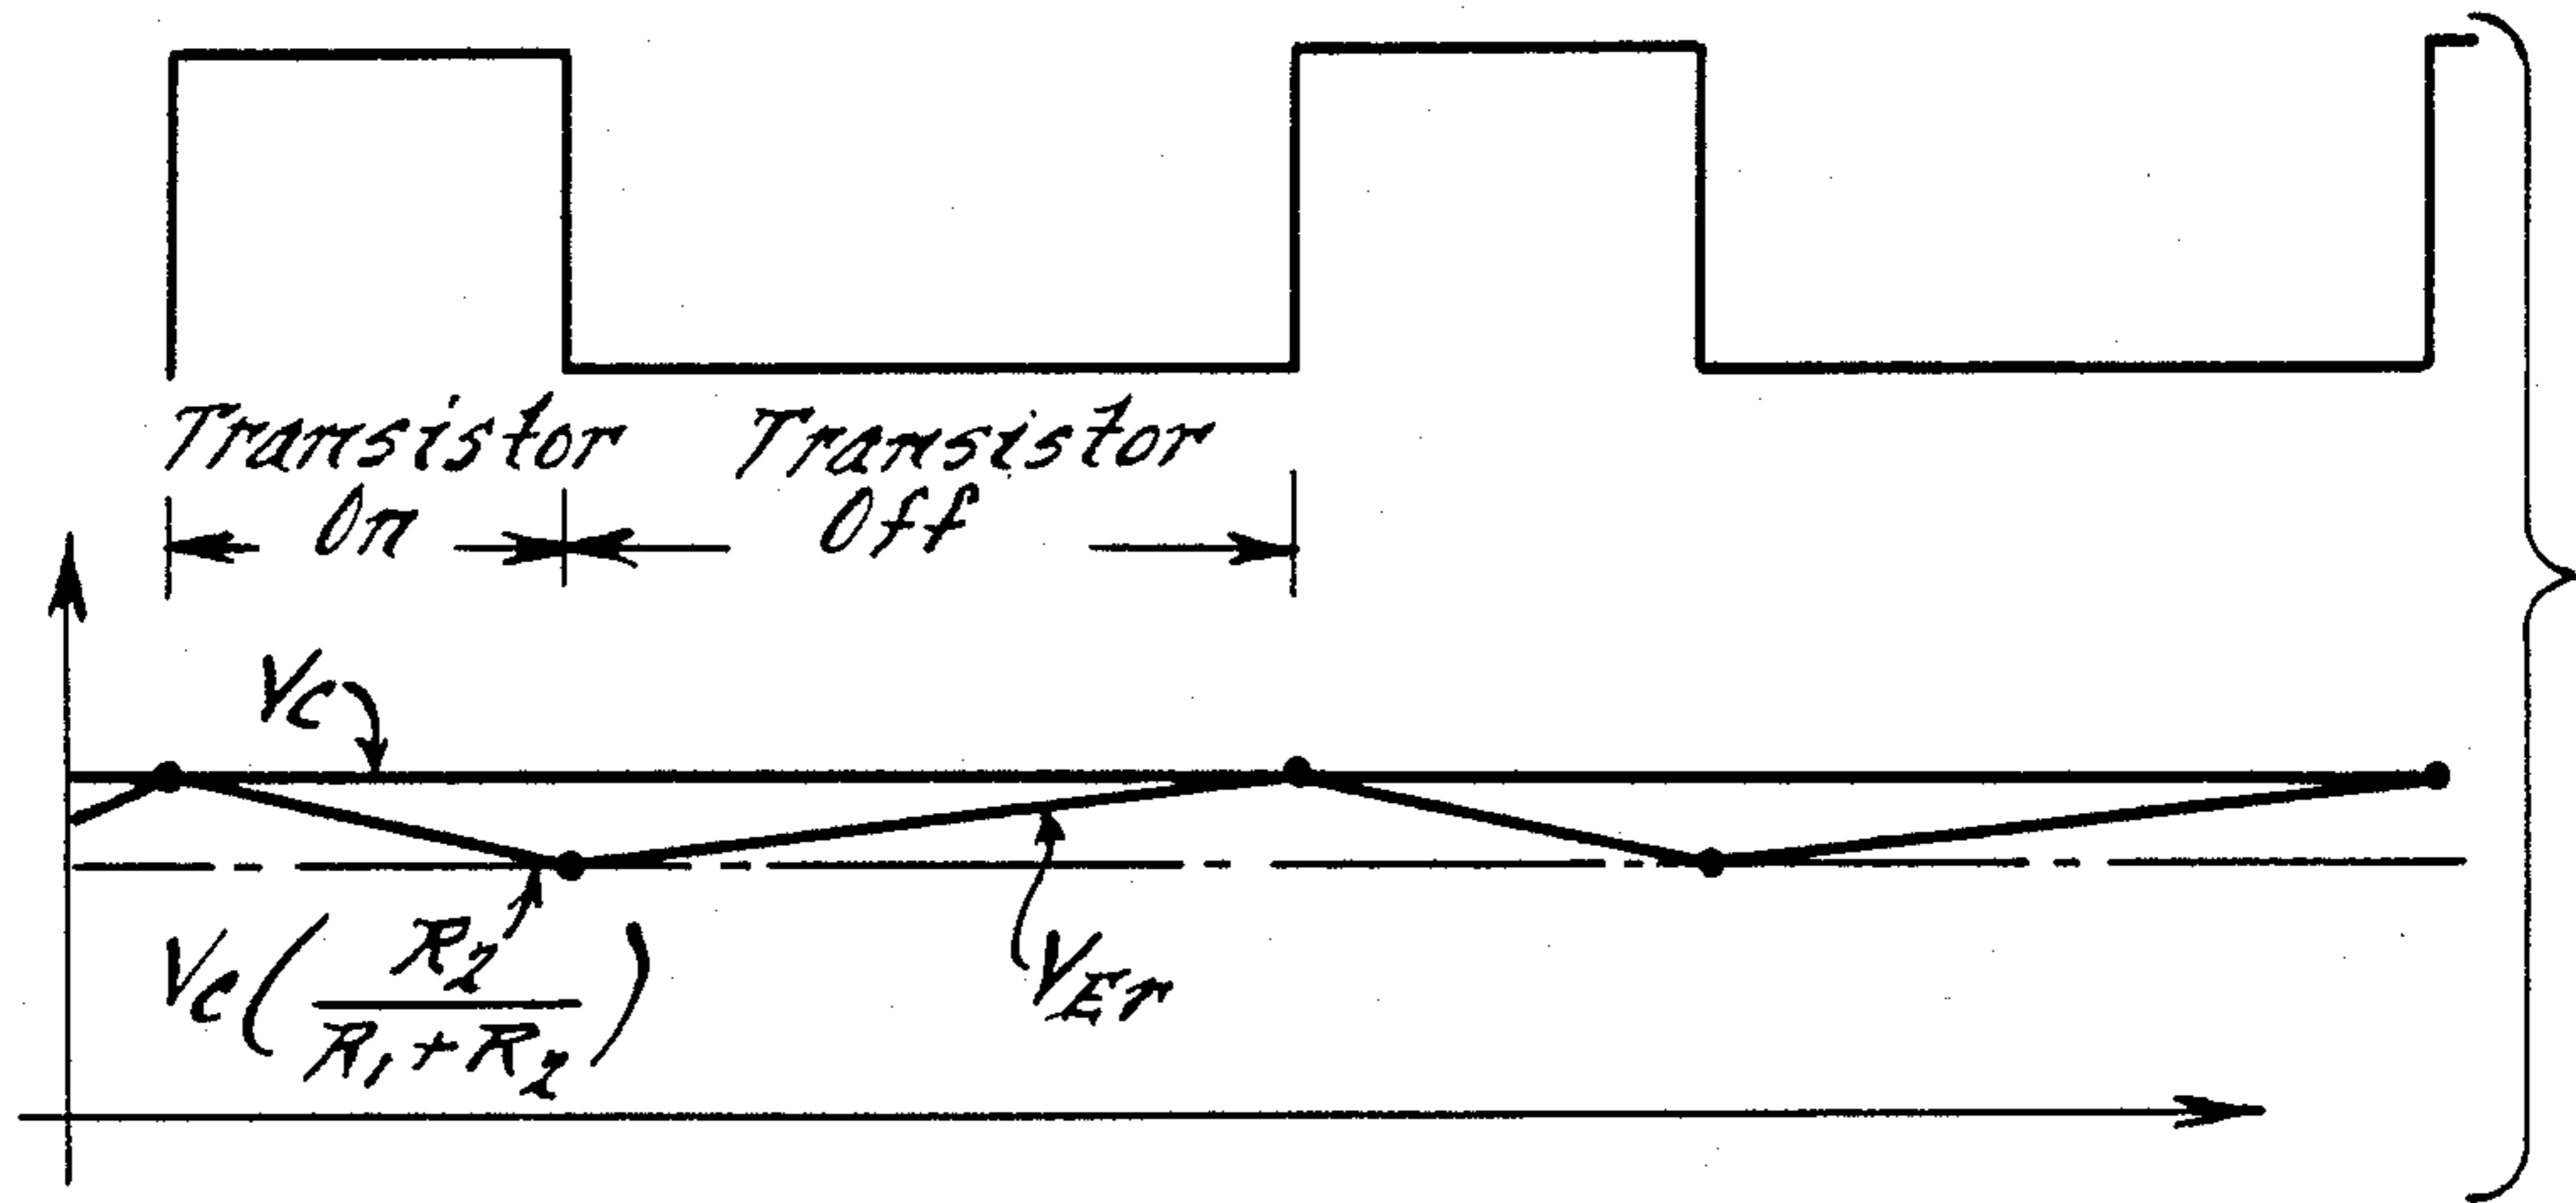 Transistor On
Transistor Off
Vc
Vc(R2/R1+R2)
VEr